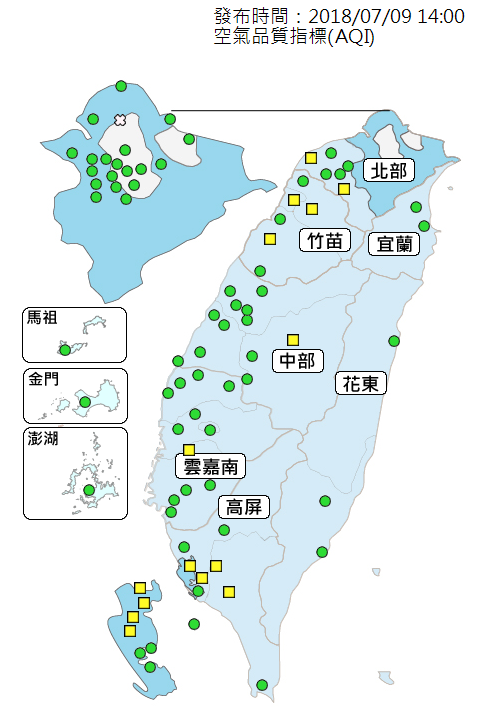 發布時間：2018/07/09 14:00
空氣品質指標(AQI)
北部
竹苗
宜蘭
馬祖
中部
金門
花東
澎湖
雲嘉南
高屏